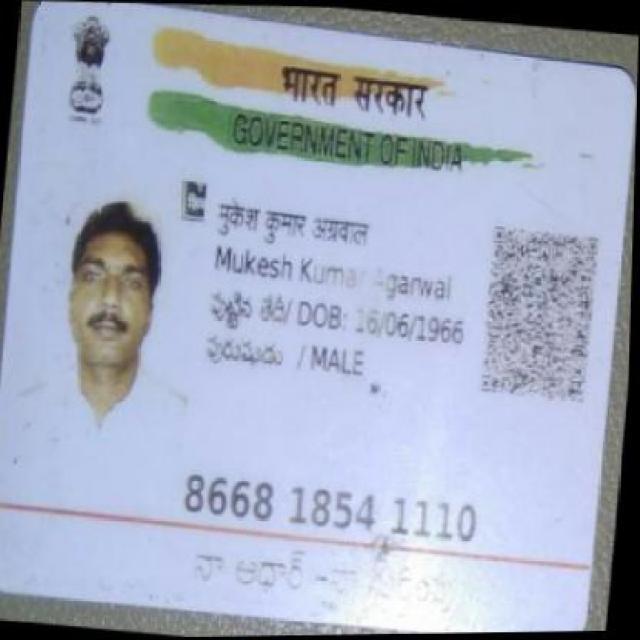 भारत सरकार
GOVERNMENT OF INDIA
मुकेश कुमार अग्रवाल
Mukesh Kumar Agarwal
పుట్టిన తేదీ/ DOB: 16/06/1966
పురుషుడు / MALE
8668 1854 1110
నా ఆధార్ -నా